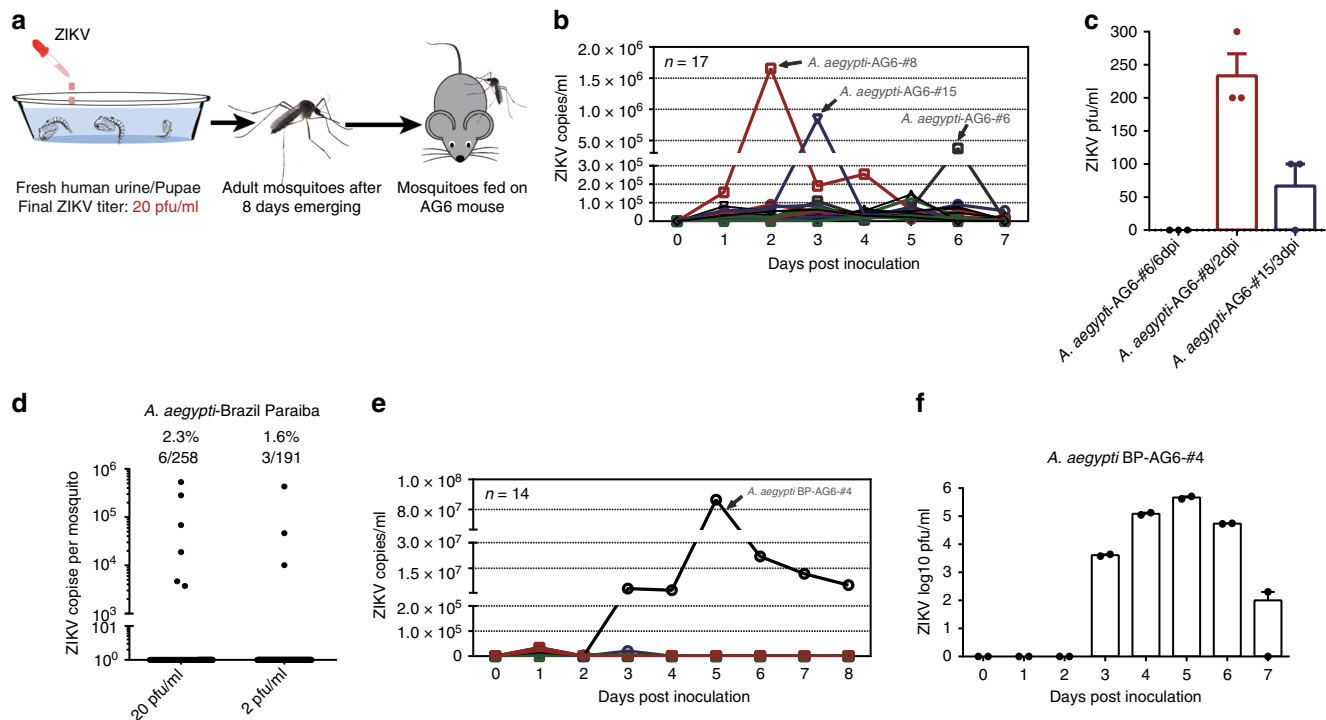 a
ZIKV
Fresh human urine/Pupae
Final ZIKV titer: 20 pfu/ml
Adult mosquitoes after
8 days emerging
Mosquitoes fed on
AG6 mouse
b
n = 17
A. aegypti-AG6-#8
A. aegypti-AG6-#15
A. aegypti-AG6-#6
ZIKV copies/ml
2.0 × 10⁶
1.5 × 10⁶
1.0 × 10⁶
5.0 × 10⁵
3.0 × 10⁵
2.0 × 10⁵
1.0 × 10⁵
0
0 1 2 3 4 5 6 7
Days post inoculation
c
ZIKV pfu/ml
300
250
200
150
100
50
0
A. aegypti-AG6-#6/6dpi
A. aegypti-AG6-#8/2dpi
A. aegypti-AG6-#15/3dpi
d
A. aegypti-Brazil Paraiba
2.3% 1.6%
6/258 3/191
ZIKV copise per mosquito
10⁶
10⁵
10⁴
10³
10¹
10⁰
20 pfu/ml
2 pfu/ml
e
n = 14
A. aegypti BP-AG6-#4
ZIKV copies/ml
1.0 × 10⁸
8.0 × 10⁷
3.0 × 10⁷
1.5 × 10⁷
2.0 × 10⁵
1.0 × 10⁵
0
0 1 2 3 4 5 6 7 8
Days post inoculation
f
A. aegypti BP-AG6-#4
ZIKV log10 pfu/ml
6
5
4
3
2
1
0
0 1 2 3 4 5 6 7
Days post inoculation